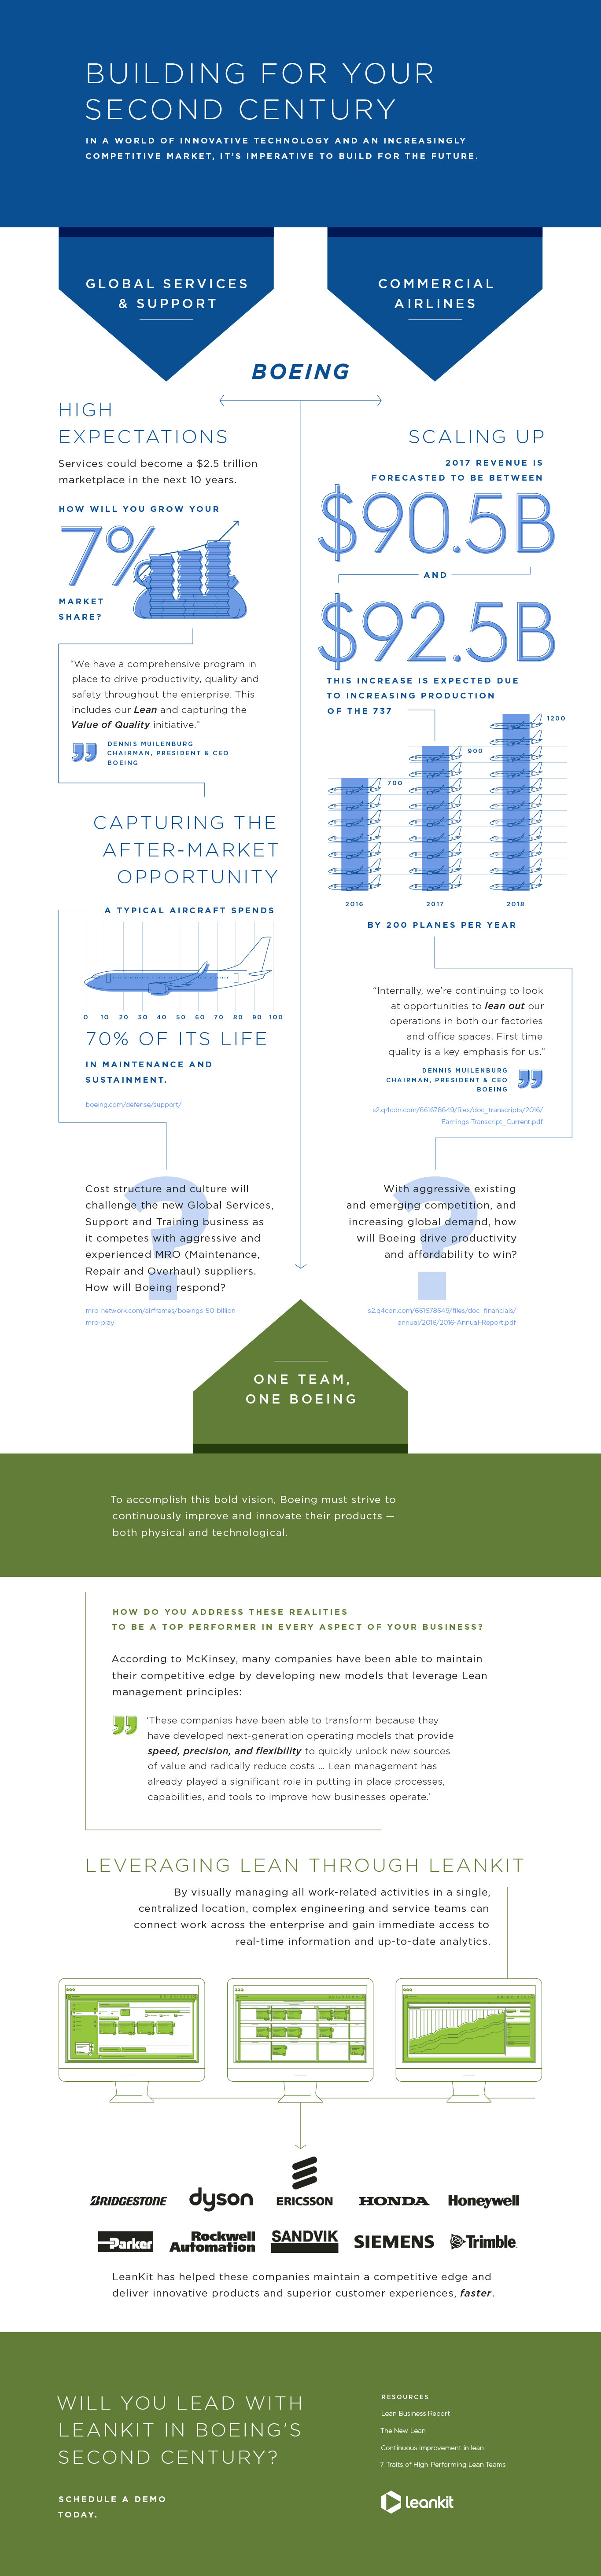 BUILDING FOR YOUR
SECOND CENTURY
IN A WORLD OF INNOVATIVE TECHNOLOGY AND AN INCREASINGLY
COMPETITIVE MARKET, IT'S IMPERATIVE TO BUILD FOR THE FUTURE.
GLOBAL SERVICES
& SUPPORT
COMMERCIAL
AIRLINES
BOEING
HIGH
EXPECTATIONS
Services could become a $2.5 trillion
marketplace in the next 10 years.
HOW WILL YOU GROW YOUR
7%
MARKET
SHARE?
"We have a comprehensive program in
place to drive productivity, quality and
safety throughout the enterprise. This
includes our Lean and capturing the
Value of Quality initiative."
DENNIS MUILENBURG
CHAIRMAN, PRESIDENT & CEO
BOEING
CAPTURING THE
AFTER-MARKET
OPPORTUNITY
A TYPICAL AIRCRAFT SPENDS
0 10 20 30 40 50 60 70 80 90 100
70% OF ITS LIFE
IN MAINTENANCE AND
SUSTAINMENT.
boeing.com/defense/support/
?
Cost structure and culture will
challenge the new Global Services,
Support and Training business as
it competes with aggressive and
experienced MRO (Maintenance,
Repair and Overhaul) suppliers.
How will Boeing respond?
mro-network.com/airframes/boeings-50-billion-
mro-play
SCALING UP
2017 REVENUE IS
FORECASTED TO BE BETWEEN
$90.5B
AND
$92.5B
THIS INCREASE IS EXPECTED DUE
TO INCREASING PRODUCTION
OF THE 737
700
900
1200
2016 2017 2018
BY 200 PLANES PER YEAR
"Internally, we're continuing to look
at opportunities to lean out our
operations in both our factories
and office spaces. First time
quality is a key emphasis for us."
DENNIS MUILENBURG
CHAIRMAN, PRESIDENT & CEO
BOEING
s2.q4cdn.com/661678649/files/doc_transcripts/2016/
Earnings-Transcript_Current.pdf
?
With aggressive existing
and emerging competition, and
increasing global demand, how
will Boeing drive productivity
and affordability to win?
s2.q4cdn.com/661678649/files/doc_financials/
annual/2016/2016-Annual-Report.pdf
ONE TEAM,
ONE BOEING
To accomplish this bold vision, Boeing must strive to
continuously improve and innovate their products —
both physical and technological.
HOW DO YOU ADDRESS THESE REALITIES
TO BE A TOP PERFORMER IN EVERY ASPECT OF YOUR BUSINESS?
According to McKinsey, many companies have been able to maintain
their competitive edge by developing new models that leverage Lean
management principles:
'These companies have been able to transform because they
have developed next-generation operating models that provide
speed, precision, and flexibility to quickly unlock new sources
of value and radically reduce costs ... Lean management has
already played a significant role in putting in place processes,
capabilities, and tools to improve how businesses operate.'
LEVERAGING LEAN THROUGH LEANKIT
By visually managing all work-related activities in a single,
centralized location, complex engineering and service teams can
connect work across the enterprise and gain immediate access to
real-time information and up-to-date analytics.
BRIDGESTONE dyson ERICSSON HONDA Honeywell
Parker Rockwell Automation SANDVIK SIEMENS Trimble.
LeanKit has helped these companies maintain a competitive edge and
deliver innovative products and superior customer experiences, faster.
WILL YOU LEAD WITH
LEANKIT IN BOEING'S
SECOND CENTURY?
SCHEDULE A DEMO
TODAY.
RESOURCES
Lean Business Report
The New Lean
Continuous improvement in lean
7 Traits of High-Performing Lean Teams
leankit